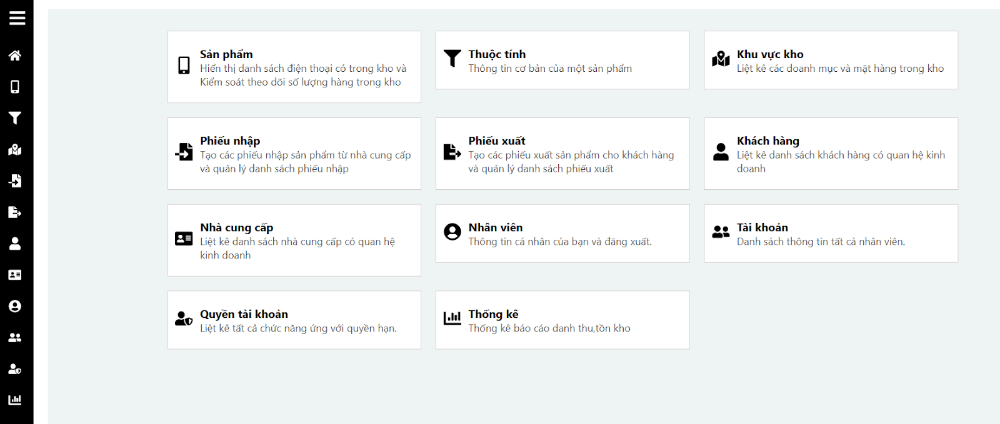 Sản phẩm
Hiển thị danh sách điện thoại có trong kho và
Kiểm soát theo dõi số lượng hàng trong kho
Thuộc tính
Thông tin cơ bản của một sản phẩm
Khu vực kho
Liệt kê các doanh mục và mặt hàng trong kho
Phiếu nhập
Tạo các phiếu nhập sản phẩm từ nhà cung cấp
và quản lý danh sách phiếu nhập
Phiếu xuất
Tạo các phiếu xuất sản phẩm cho khách hàng
và quản lý danh sách phiếu xuất
Khách hàng
Liệt kê danh sách khách hàng có quan hệ kinh
doanh
Nhà cung cấp
Liệt kê danh sách nhà cung cấp có quan hệ
kinh doanh
Nhân viên
Thông tin cá nhân của bạn và đăng xuất.
Tài khoản
Danh sách thông tin tất cả nhân viên.
Quyền tài khoản
Liệt kê tất cả chức năng ứng với quyền hạn.
Thống kê
Thống kê báo cáo danh thu,tồn kho